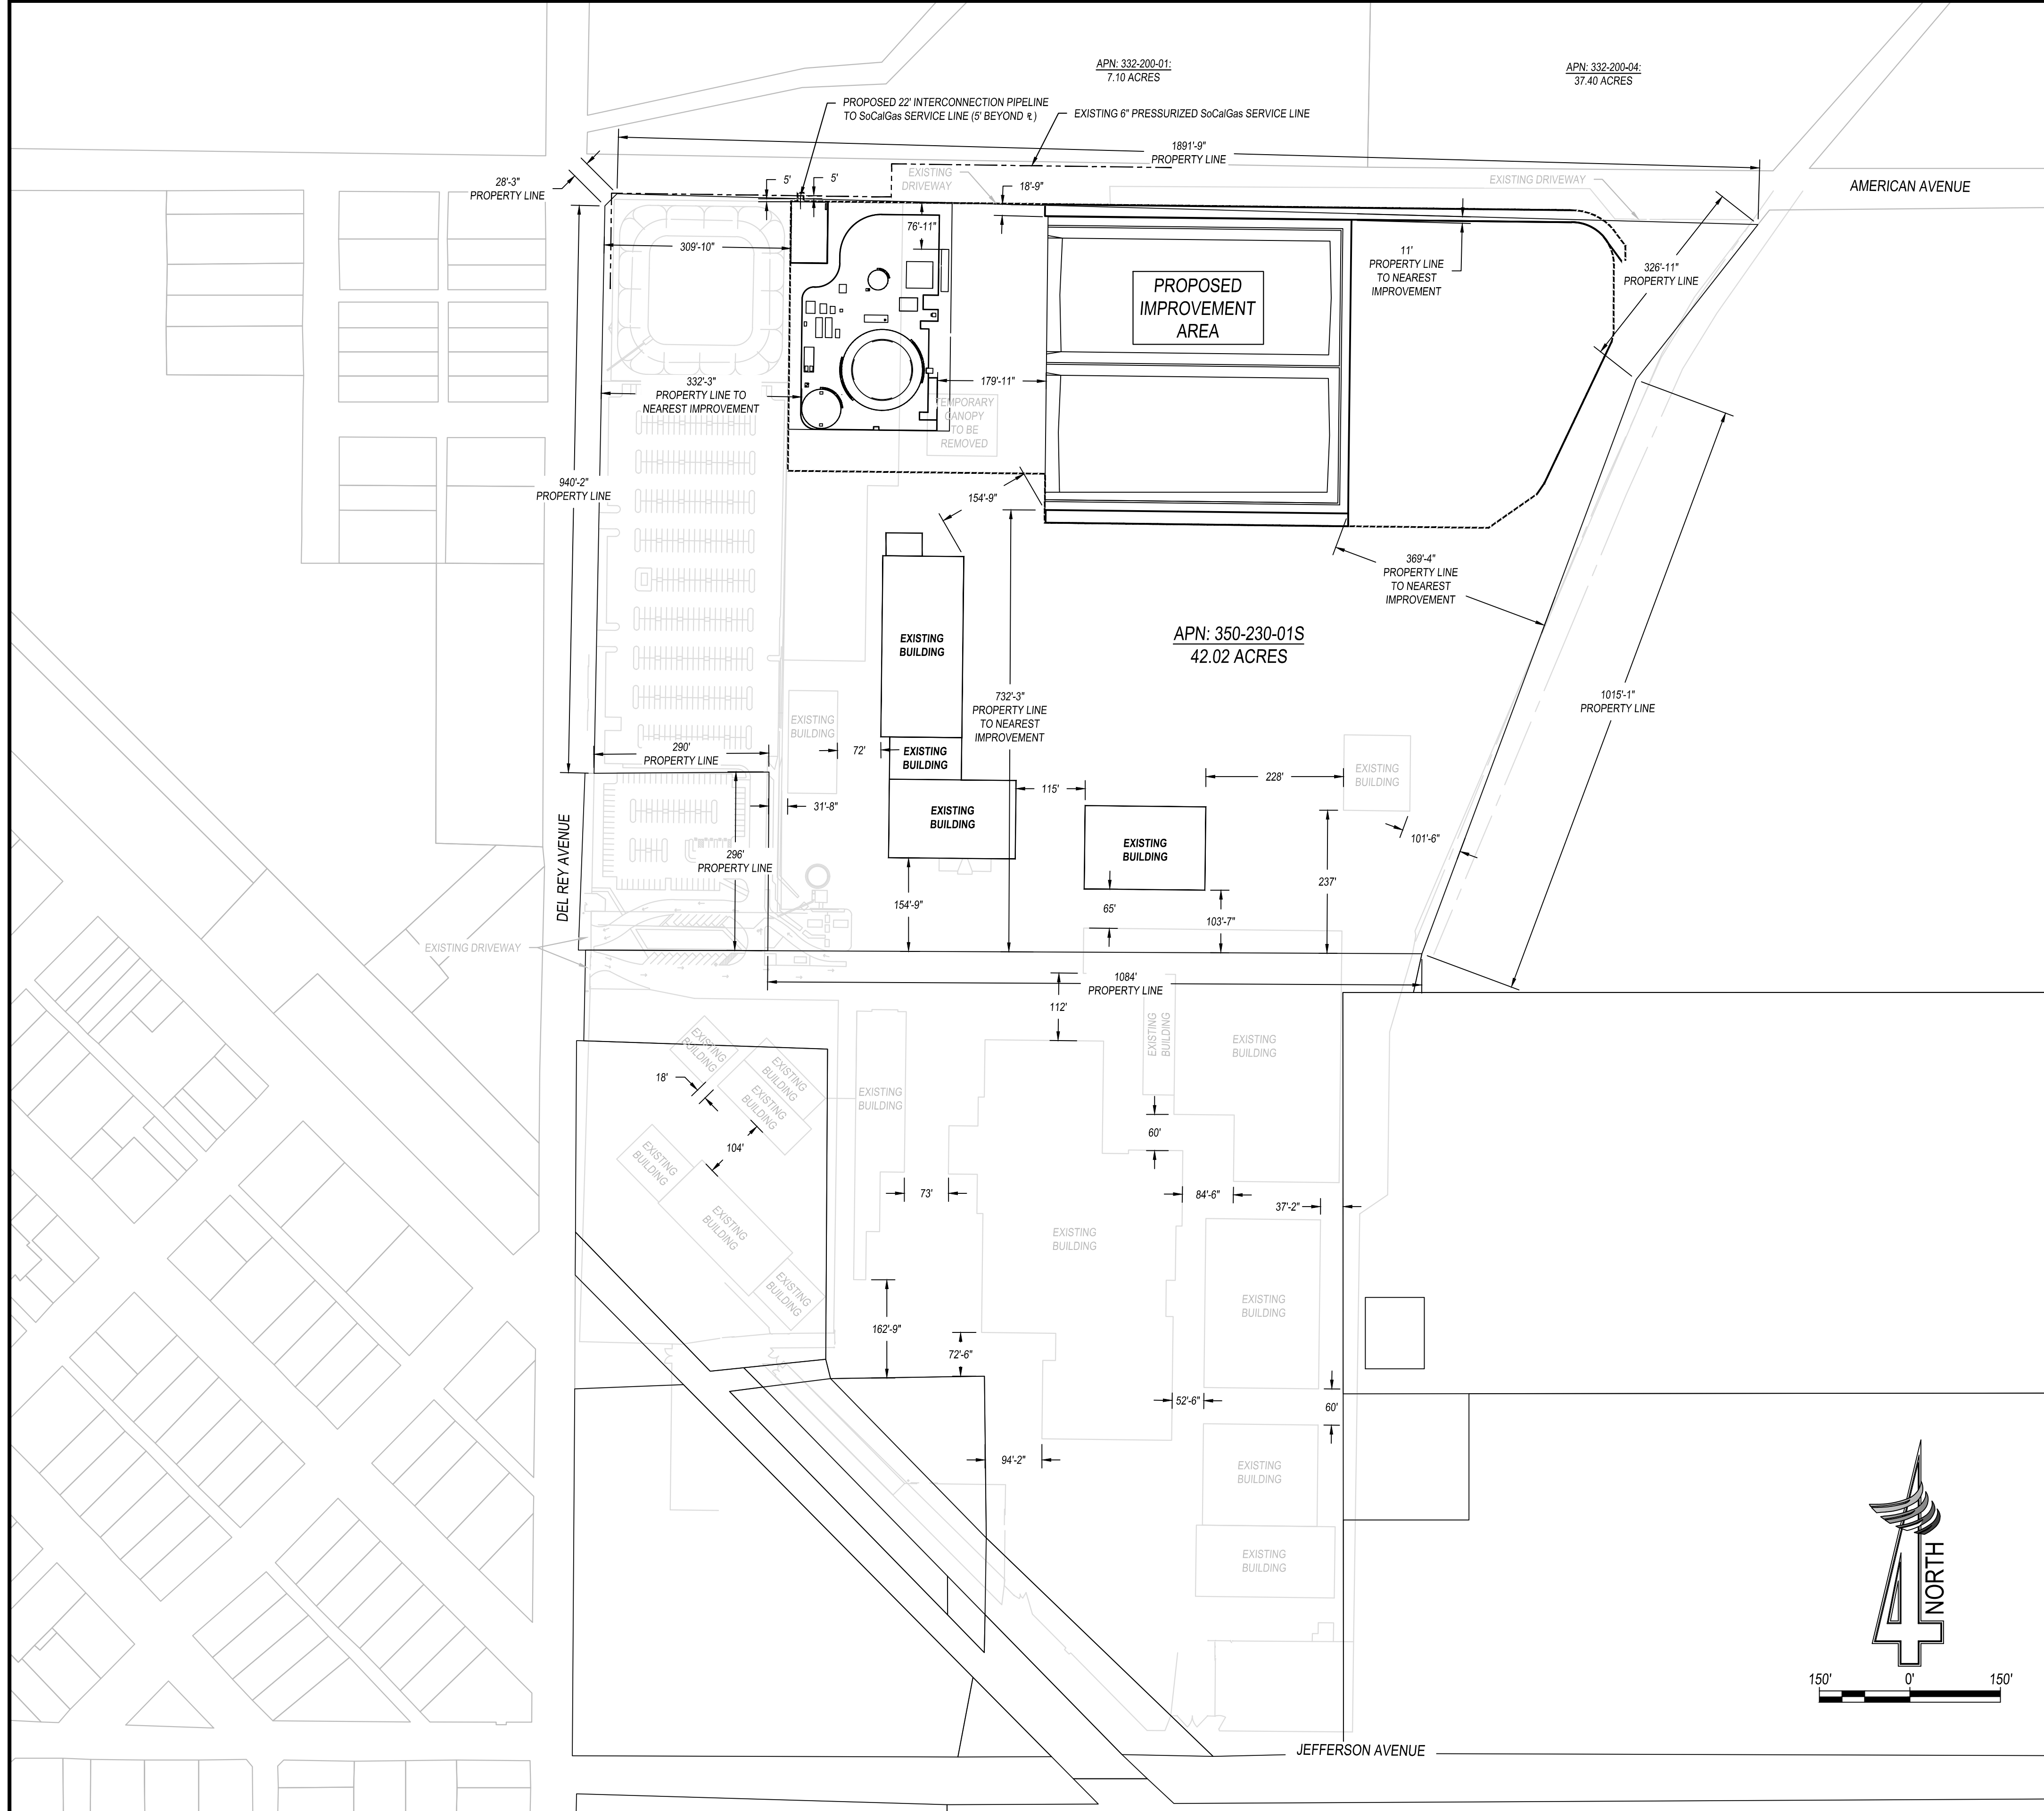 APN: 332-200-01:
7.10 ACRES
APN: 332-200-04:
37.40 ACRES
PROPOSED 22' INTERCONNECTION PIPELINE
TO SoCalGas SERVICE LINE (5' BEYOND ℞)
EXISTING 6" PRESSURIZED SoCalGas SERVICE LINE
1891'-9"
PROPERTY LINE
28'-3"
PROPERTY LINE
5'
5'
EXISTING
DRIVEWAY
18'-9"
EXISTING DRIVEWAY
AMERICAN AVENUE
76'-11"
309'-10"
11'
PROPERTY LINE
TO NEAREST
IMPROVEMENT
326'-11"
PROPERTY LINE
PROPOSED
IMPROVEMENT
AREA
332'-3"
PROPERTY LINE TO
NEAREST IMPROVEMENT
179'-11"
TEMPORARY
CANOPY
TO BE
REMOVED
940'-2"
PROPERTY LINE
154'-9"
369'-4"
PROPERTY LINE
TO NEAREST
IMPROVEMENT
EXISTING
BUILDING
APN: 350-230-01S
42.02 ACRES
732'-3"
PROPERTY LINE
TO NEAREST
IMPROVEMENT
1015'-1"
PROPERTY LINE
EXISTING
BUILDING
290'
PROPERTY LINE
72'
EXISTING
BUILDING
228'
EXISTING
BUILDING
115'
31'-8"
EXISTING
BUILDING
EXISTING
BUILDING
101'-6"
DEL REY AVENUE
296'
PROPERTY LINE
237'
154'-9"
65'
103'-7"
EXISTING DRIVEWAY
1084'
PROPERTY LINE
112'
EXISTING
BUILDING
EXISTING
BUILDING
EXISTING
BUILDING
EXISTING
BUILDING
EXISTING
BUILDING
18'
EXISTING
BUILDING
60'
104'
EXISTING
BUILDING
73'
84'-6"
37'-2"
EXISTING
BUILDING
EXISTING
BUILDING
EXISTING
BUILDING
EXISTING
BUILDING
162'-9"
72'-6"
52'-6"
60'
94'-2"
EXISTING
BUILDING
EXISTING
BUILDING
NORTH
150'
0'
150'
JEFFERSON AVENUE